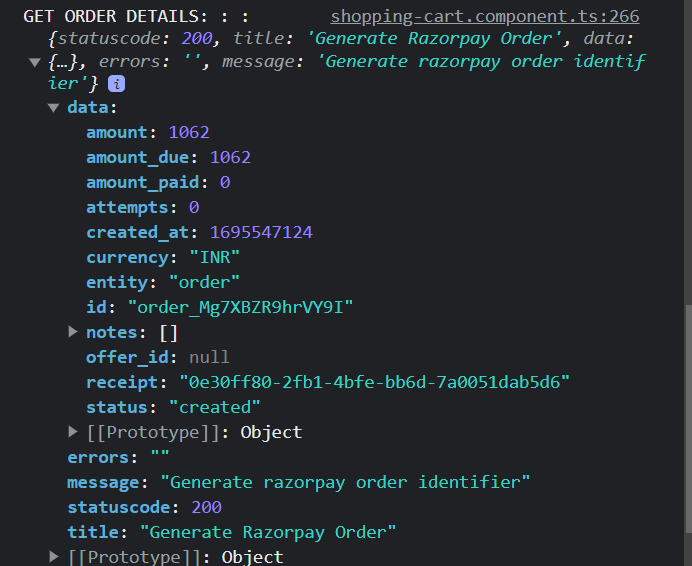 GET ORDER DETAILS: : : shopping-cart.component.ts:266
{statuscode: 200, title: 'Generate Razorpay Order', data:
{…}, errors: '', message: 'Generate razorpay order identif
ier'} i
data:
amount: 1062
amount_due: 1062
amount_paid: 0
attempts: 0
created_at: 1695547124
currency: "INR"
entity: "order"
id: "order_Mg7XBZR9hrVY9I"
notes: []
offer_id: null
receipt: "0e30ff80-2fb1-4bfe-bb6d-7a0051dab5d6"
status: "created"
[[Prototype]]: Object
errors: ""
message: "Generate razorpay order identifier"
statuscode: 200
title: "Generate Razorpay Order"
[[Prototype]]: Object